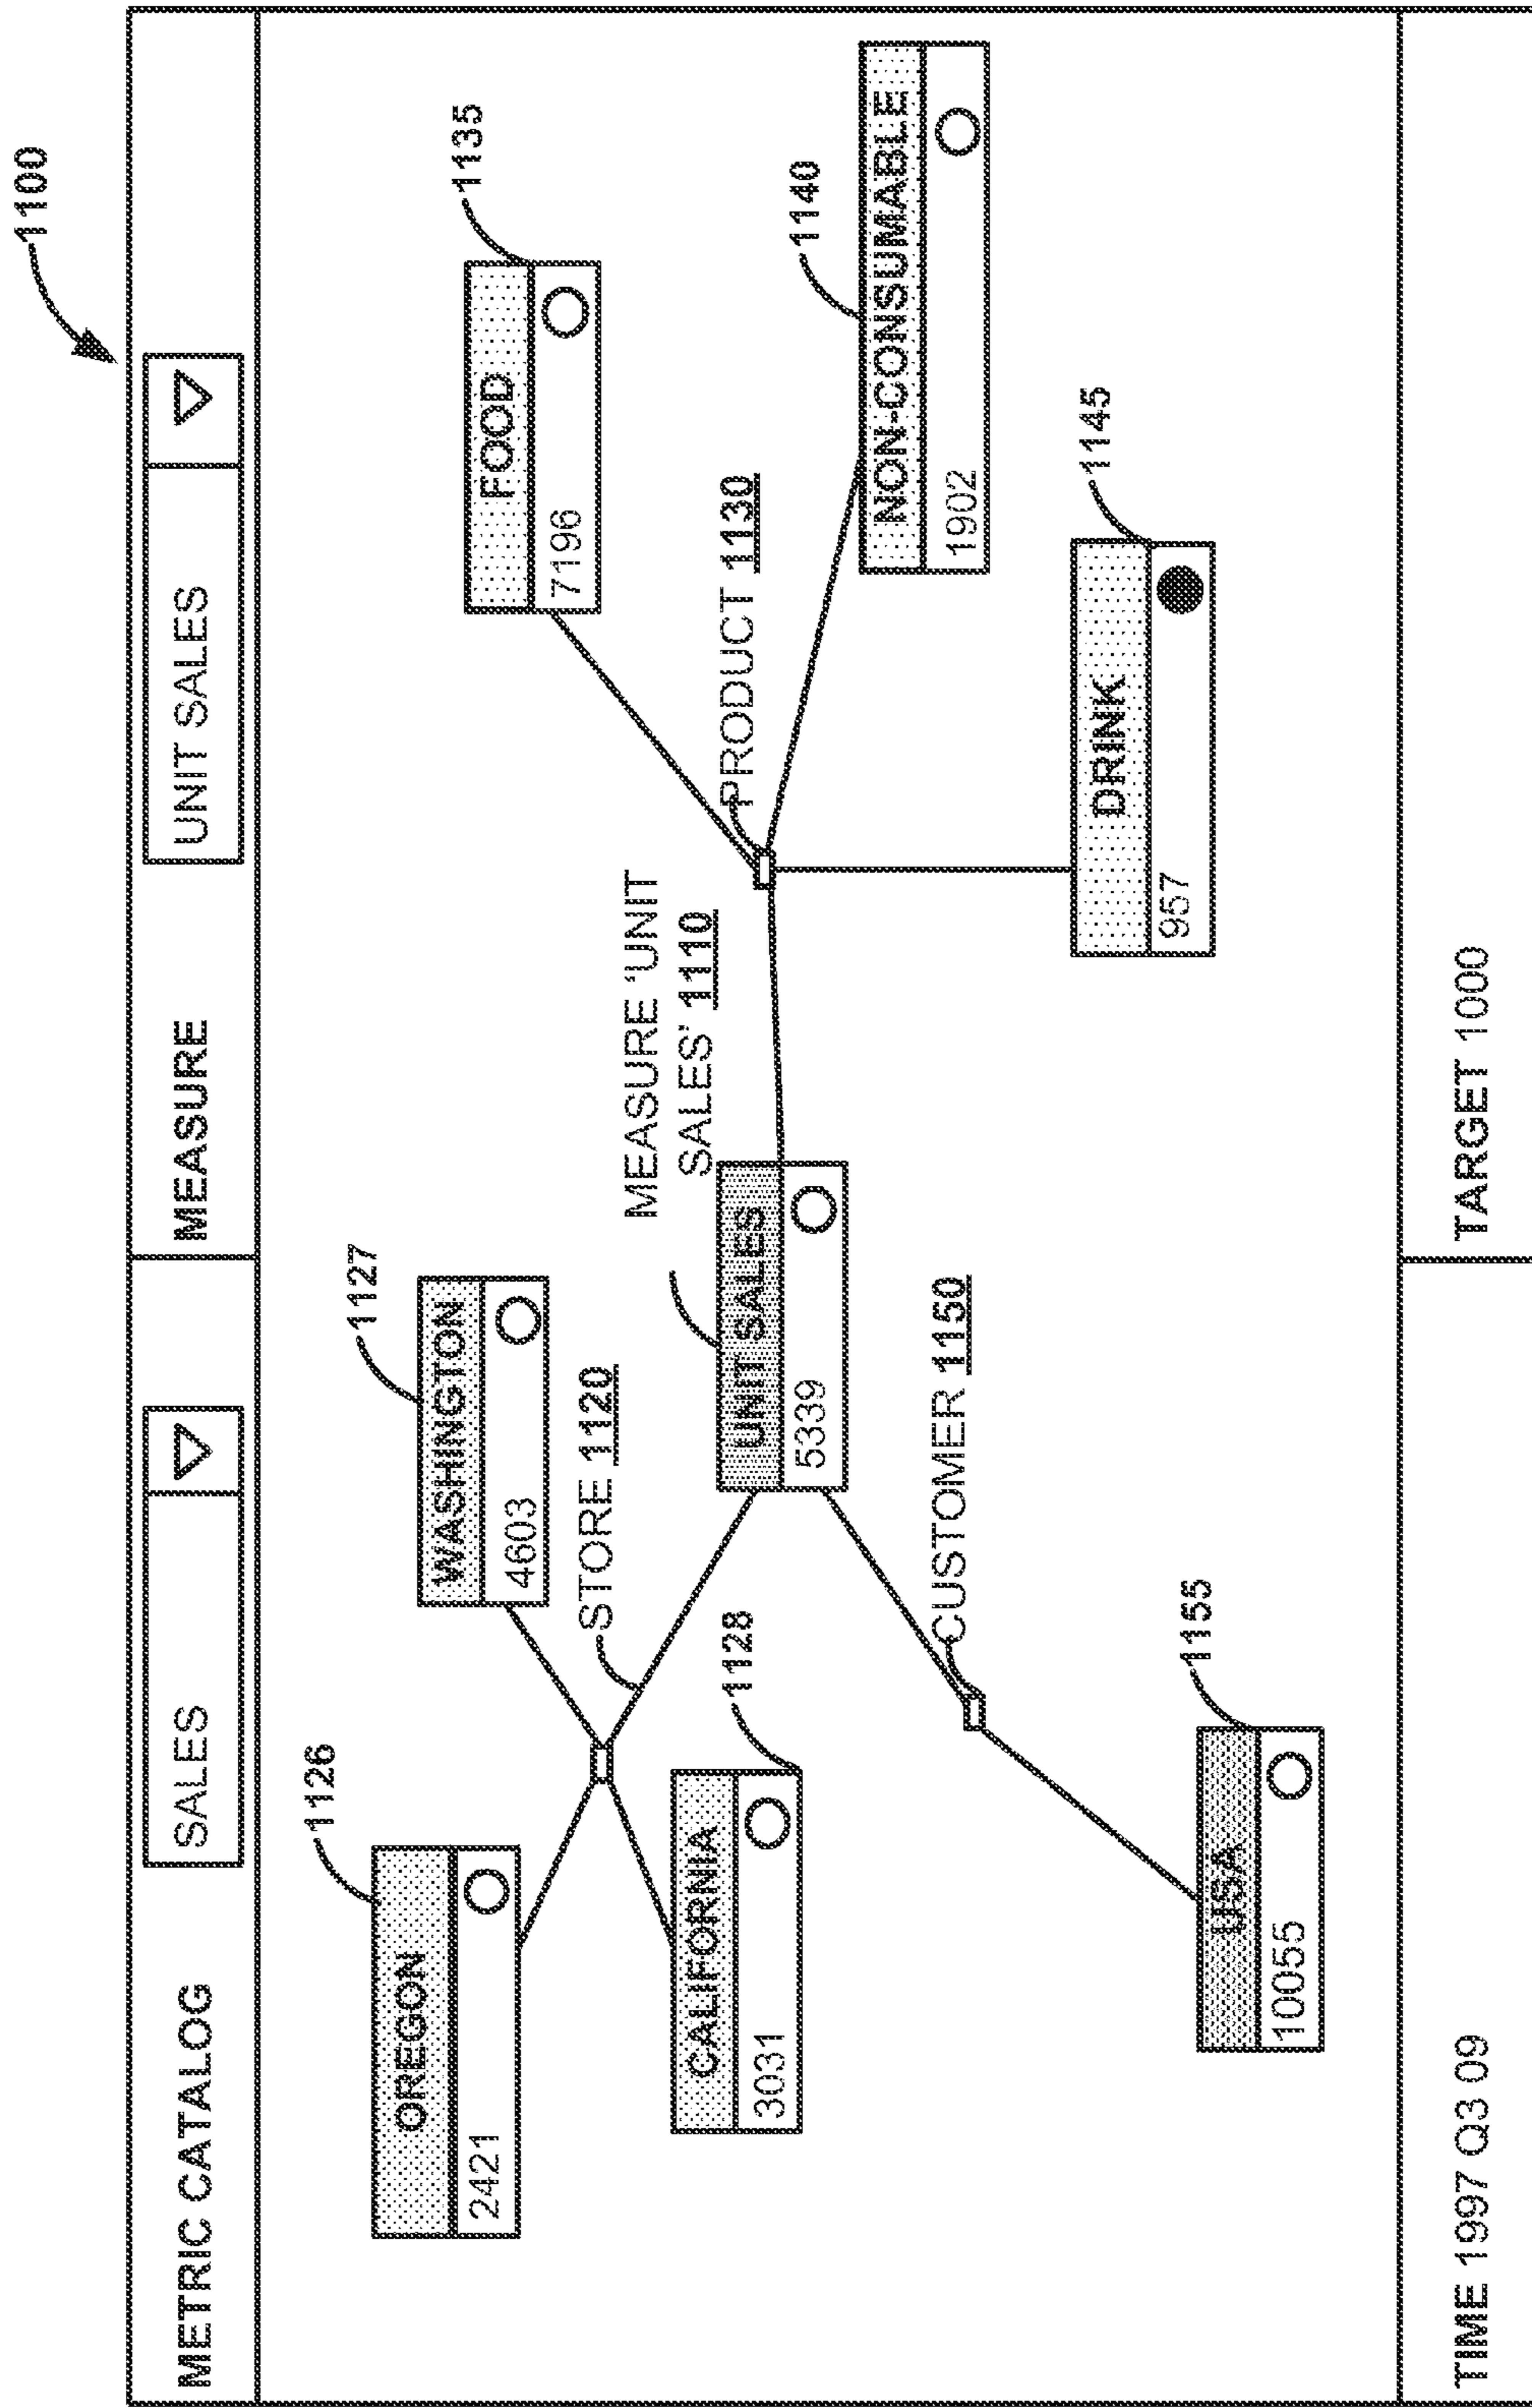 1100
METRIC CATALOG
SALES
MEASURE
UNIT SALES
1126
OREGON
2421
1127
WASHINGTON
4603
STORE 1120
1128
CALIFORNIA
3031
MEASURE 'UNIT
SALES' 1110
UNIT SALES
5339
CUSTOMER 1150
1155
USA
10055
1135
FOOD
7196
PRODUCT 1130
1140
NON-CONSUMABLE
1902
1145
DRINK
957
TIME 1997 Q3 09
TARGET 1000